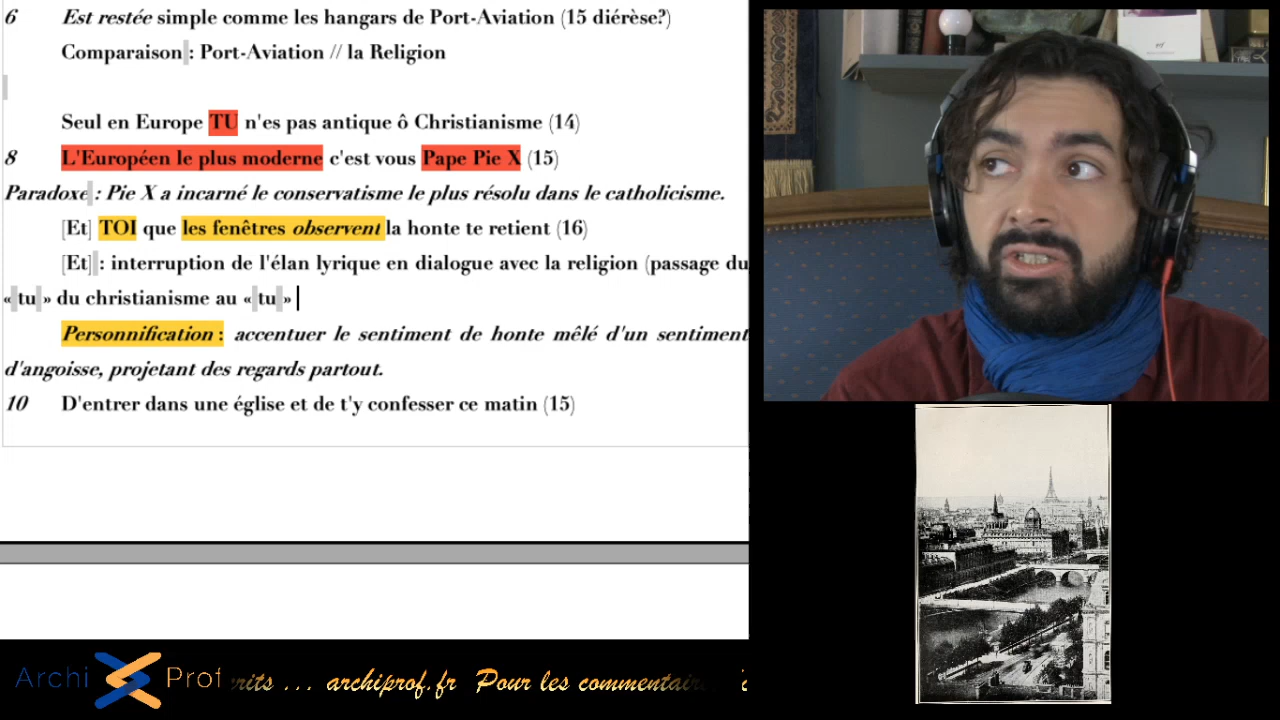 6 Est restée simple comme les hangars de Port-Aviation (15 diérèse?)
Comparaison : Port-Aviation // la Religion
Seul en Europe TU n'es pas antique ô Christianisme (14)
8 L'Européen le plus moderne c'est vous Pape Pie X (15)
Paradoxe : Pie X a incarné le conservatisme le plus résolu dans le catholicisme.
[Et] TOI que les fenêtres observent la honte te retient (16)
[Et] : interruption de l'élan lyrique en dialogue avec la religion (passage du
« tu » du christianisme au « tu »
Personnification : accentuer le sentiment de honte mêlé d'un sentiment
d'angoisse, projetant des regards partout.
10 D'entrer dans une église et de t'y confesser ce matin (15)
Archi Prof
... archiprof.fr Pour les